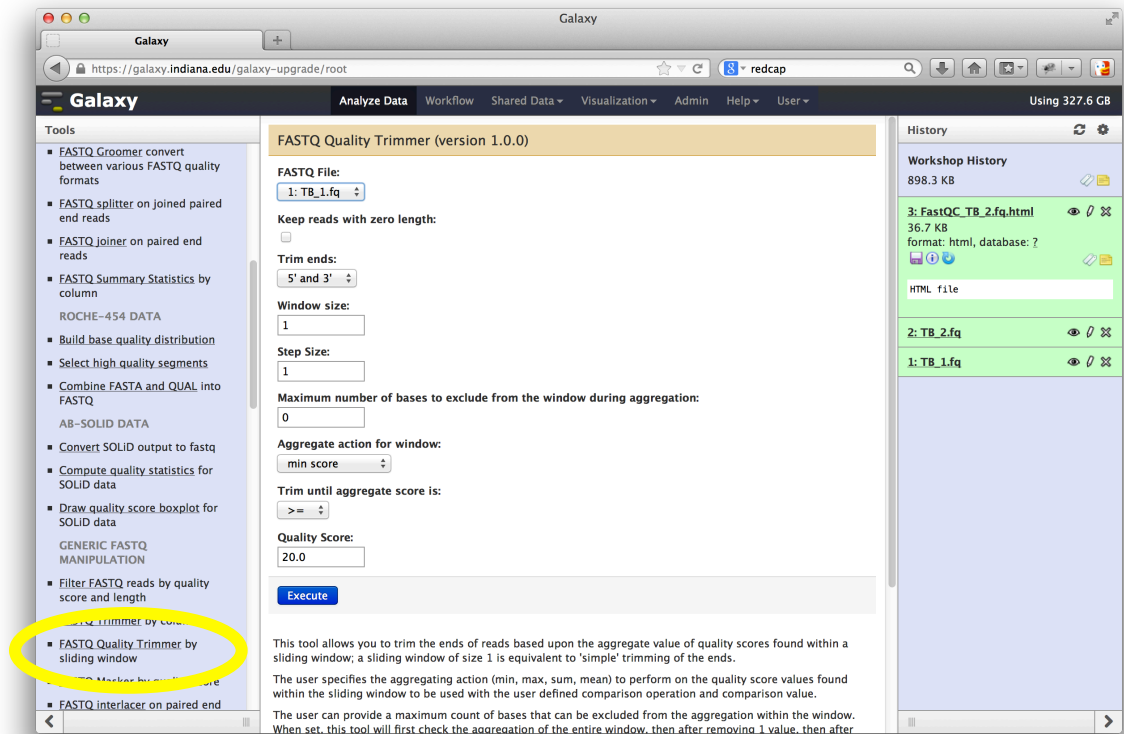 Galaxy
Galaxy
https://galaxy.indiana.edu/galaxy-upgrade/root
redcap
Galaxy
Analyze Data
Workflow
Shared Data
Visualization
Admin
Help
User
Using 327.6 GB
Tools
FASTQ Groomer convert
between various FASTQ quality
formats
FASTQ splitter on joined paired
end reads
FASTQ joiner on paired end
reads
FASTQ Summary Statistics by
column
ROCHE-454 DATA
Build base quality distribution
Select high quality segments
Combine FASTA and QUAL into
FASTQ
AB-SOLID DATA
Convert SOLiD output to fastq
Compute quality statistics for
SOLiD data
Draw quality score boxplot for
SOLiD data
GENERIC FASTQ
MANIPULATION
Filter FASTQ reads by quality
score and length
FASTQ Trimmer by column
FASTQ Quality Trimmer by
sliding window
FASTQ Masker by quality score
FASTQ interlacer on paired end
FASTQ Quality Trimmer (version 1.0.0)
FASTQ File:
1: TB_1.fq
Keep reads with zero length:
Trim ends:
5' and 3'
Window size:
1
Step Size:
1
Maximum number of bases to exclude from the window during aggregation:
0
Aggregate action for window:
min score
Trim until aggregate score is:
>=
Quality Score:
20.0
Execute
This tool allows you to trim the ends of reads based upon the aggregate value of quality scores found within a
sliding window; a sliding window of size 1 is equivalent to 'simple' trimming of the ends.
The user specifies the aggregating action (min, max, sum, mean) to perform on the quality score values found
within the sliding window to be used with the user defined comparison operation and comparison value.
The user can provide a maximum count of bases that can be excluded from the aggregation within the window.
When set, this tool will first check the aggregation of the entire window, then after removing 1 value, then after
History
Workshop History
898.3 KB
3: FastQC_TB_2.fq.html
36.7 KB
format: html, database: ?
HTML file
2: TB_2.fq
1: TB_1.fq